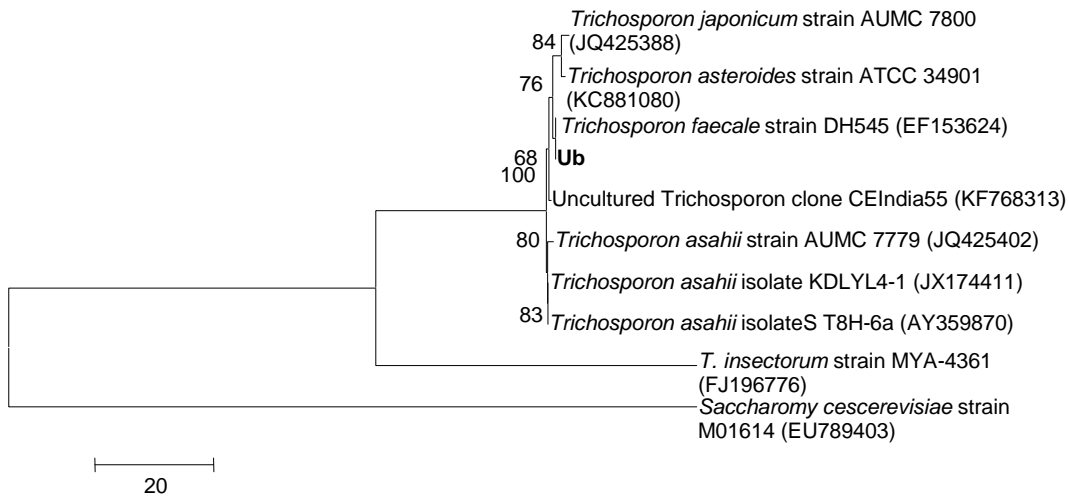 Trichosporon japonicum strain AUMC 7800
84 (JQ425388)
76 Trichosporon asteroides strain ATCC 34901
(KC881080)
Trichosporon faecale strain DH545 (EF153624)
68 Ub
100
Uncultured Trichosporon clone CEIndia55 (KF768313)
80 Trichosporon asahii strain AUMC 7779 (JQ425402)
Trichosporon asahii isolate KDLYL4-1 (JX174411)
83 Trichosporon asahii isolateS T8H-6a (AY359870)
T. insectorum strain MYA-4361
(FJ196776)
Saccharomy cescerevisiae strain
M01614 (EU789403)
20